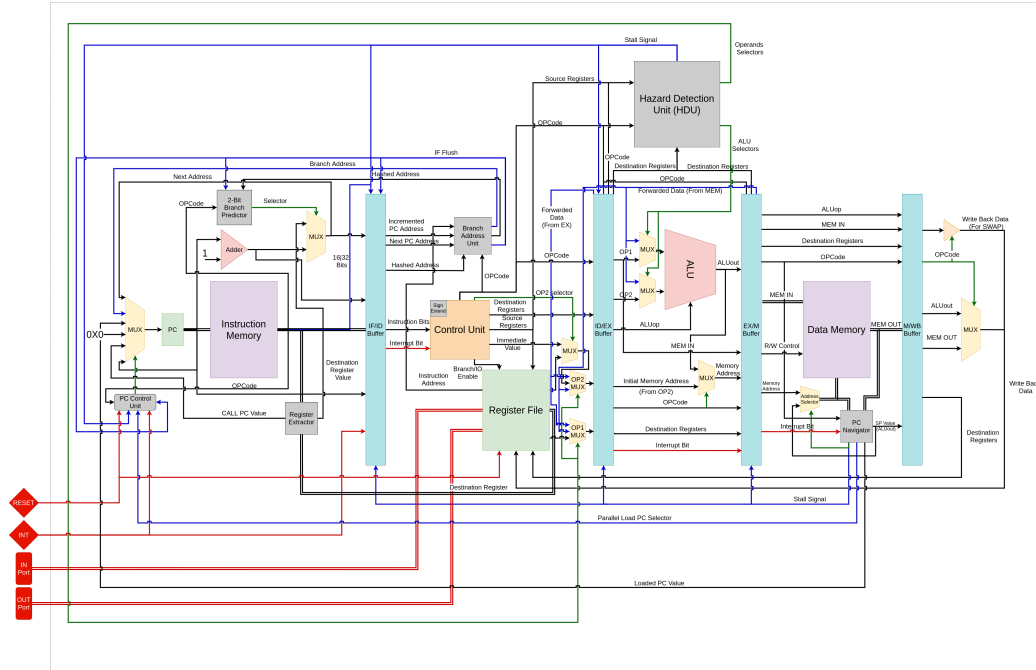 Stall Signal
Operands
Selectors
Source Registers
Hazard Detection
Unit (HDU)
OPCode
ALU
Selectors
OPCode
IF Flush
Branch Address
Hashed Address
Next Address
Destination Registers
Destination Registers
OPCode
Forwarded Data (From MEM)
OPCode
2-Bit
Branch
Predictor
Selector
MUX
Adder
1
16|32
Bits
Incremented
PC Address
Next PC Address
Hashed Address
Branch
Address
Unit
OPCode
Forwarded
Data
(From EX)
OPCode
OP1
MUX
OP2
MUX
ALU
ALUout
ALUop
ALUop
MEM IN
Destination Registers
OPCode
Write Back Data
(For SWAP)
OPCode
0X0
MUX
PC
Instruction
Memory
IF/ID
Buffer
Instruction Bits
Interrupt Bit
Sign
Extend
Control Unit
Destination
Registers
Source
Registers
Immediate
Value
OP2 selector
MUX
ID/EX
Buffer
MEM IN
EX/M
Buffer
MEM IN
R/W Control
Data Memory
MEM OUT
M/WB
Buffer
ALUout
MEM OUT
MUX
Destination
Register
Value
Instruction
Address
Branch/IO
Enable
OPCode
PC Control
Unit
CALL PC Value
Register
Extractor
Register File
OP2
MUX
OP1
MUX
Initial Memory Address
(From OP2)
OPCode
MUX
Memory
Address
Memory
Address
Address
Selector
PC
Navigator
SP Value
(ALUout)
Interrupt Bit
Destination Registers
Interrupt Bit
Write Back
Data
Destination
Registers
Destination Register
RESET
INT
IN
Port
OUT
Port
Stall Signal
Parallel Load PC Selector
Loaded PC Value